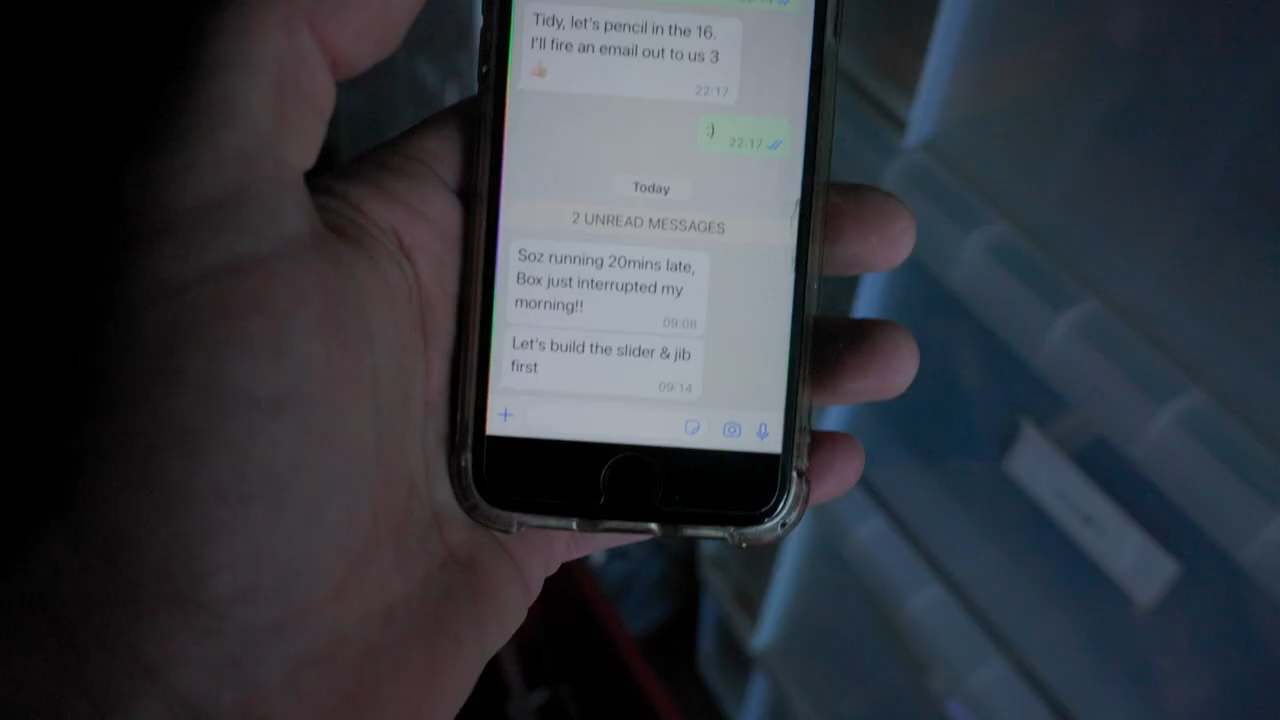 Tidy, let's pencil in the 16.
I'll fire an email out to us 3
👍🏼
22:17
:)
22:17
Today
2 UNREAD MESSAGES
Soz running 20mins late,
Box just interrupted my
morning!!
09:08
Let's build the slider & jib
first
09:14